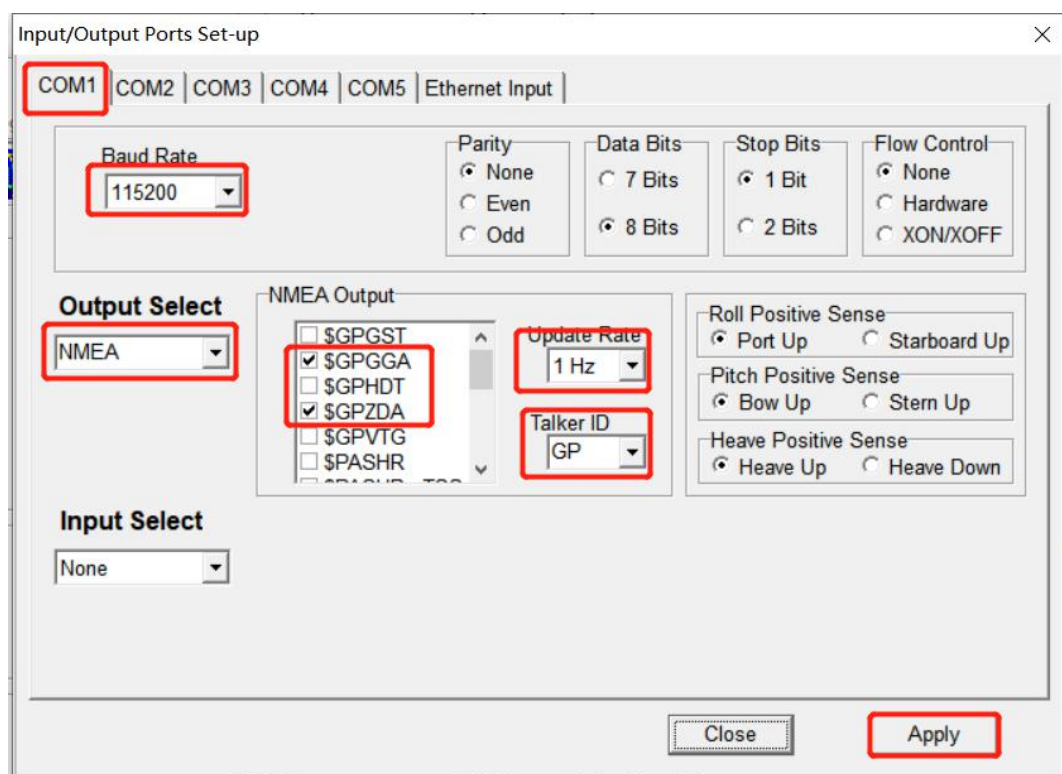 Input/Output Ports Set-up
COM1 COM2 COM3 COM4 COM5 Ethernet Input
Baud Rate
115200
Parity
None
Even
Odd
Data Bits
7 Bits
8 Bits
Stop Bits
1 Bit
2 Bits
Flow Control
None
Hardware
XON/XOFF
Output Select
NMEA
NMEA Output
$GPGST
$GPGGA
$GPHDT
$GPZDA
$GPVTG
$PASHR
Update Rate
1 Hz
Talker ID
GP
Roll Positive Sense
Port Up Starboard Up
Pitch Positive Sense
Bow Up Stern Up
Heave Positive Sense
Heave Up Heave Down
Input Select
None
Close Apply